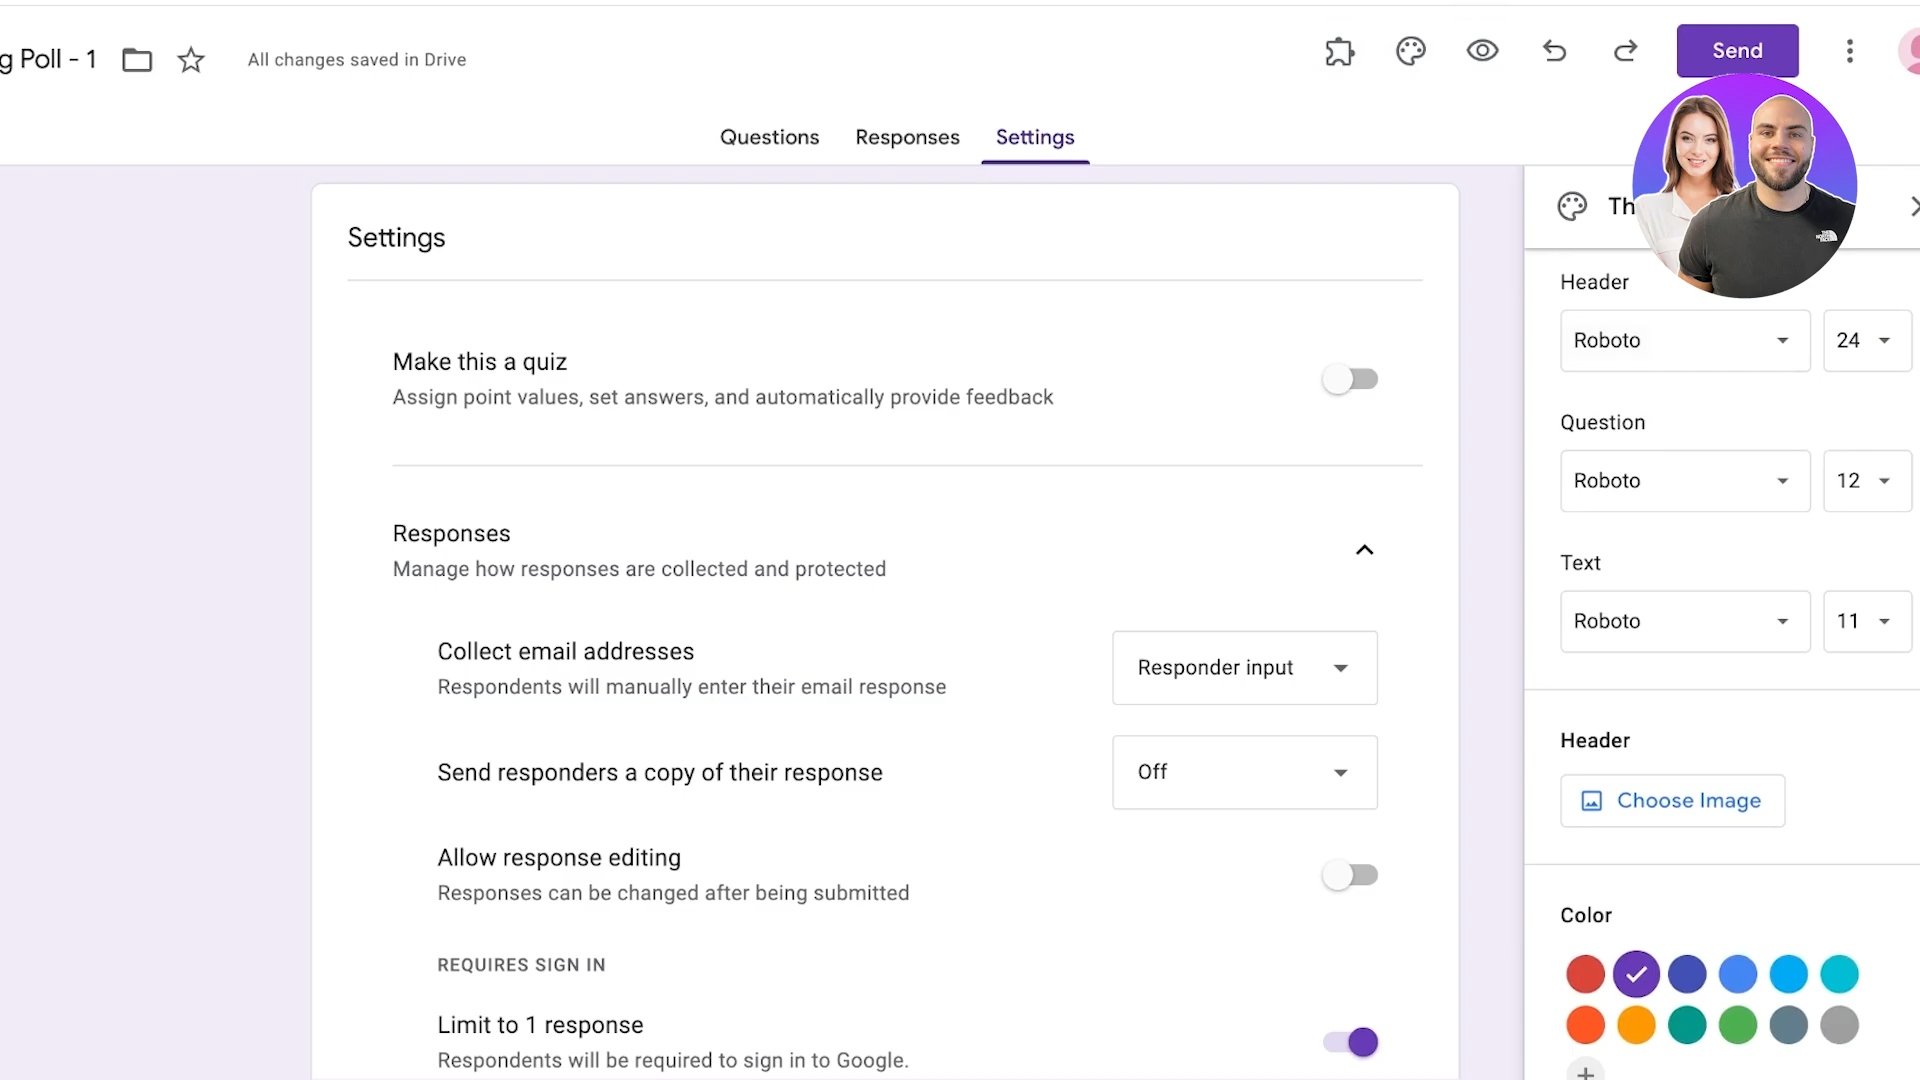 g Poll - 1
All changes saved in Drive
Send
Questions
Responses
Settings
Settings
Make this a quiz
Assign point values, set answers, and automatically provide feedback
Responses
Manage how responses are collected and protected
Collect email addresses
Respondents will manually enter their email response
Responder input
Send responders a copy of their response
Off
Allow response editing
Responses can be changed after being submitted
REQUIRES SIGN IN
Limit to 1 response
Respondents will be required to sign in to Google.
Th
Header
Roboto
24
Question
Roboto
12
Text
Roboto
11
Header
Choose Image
Color